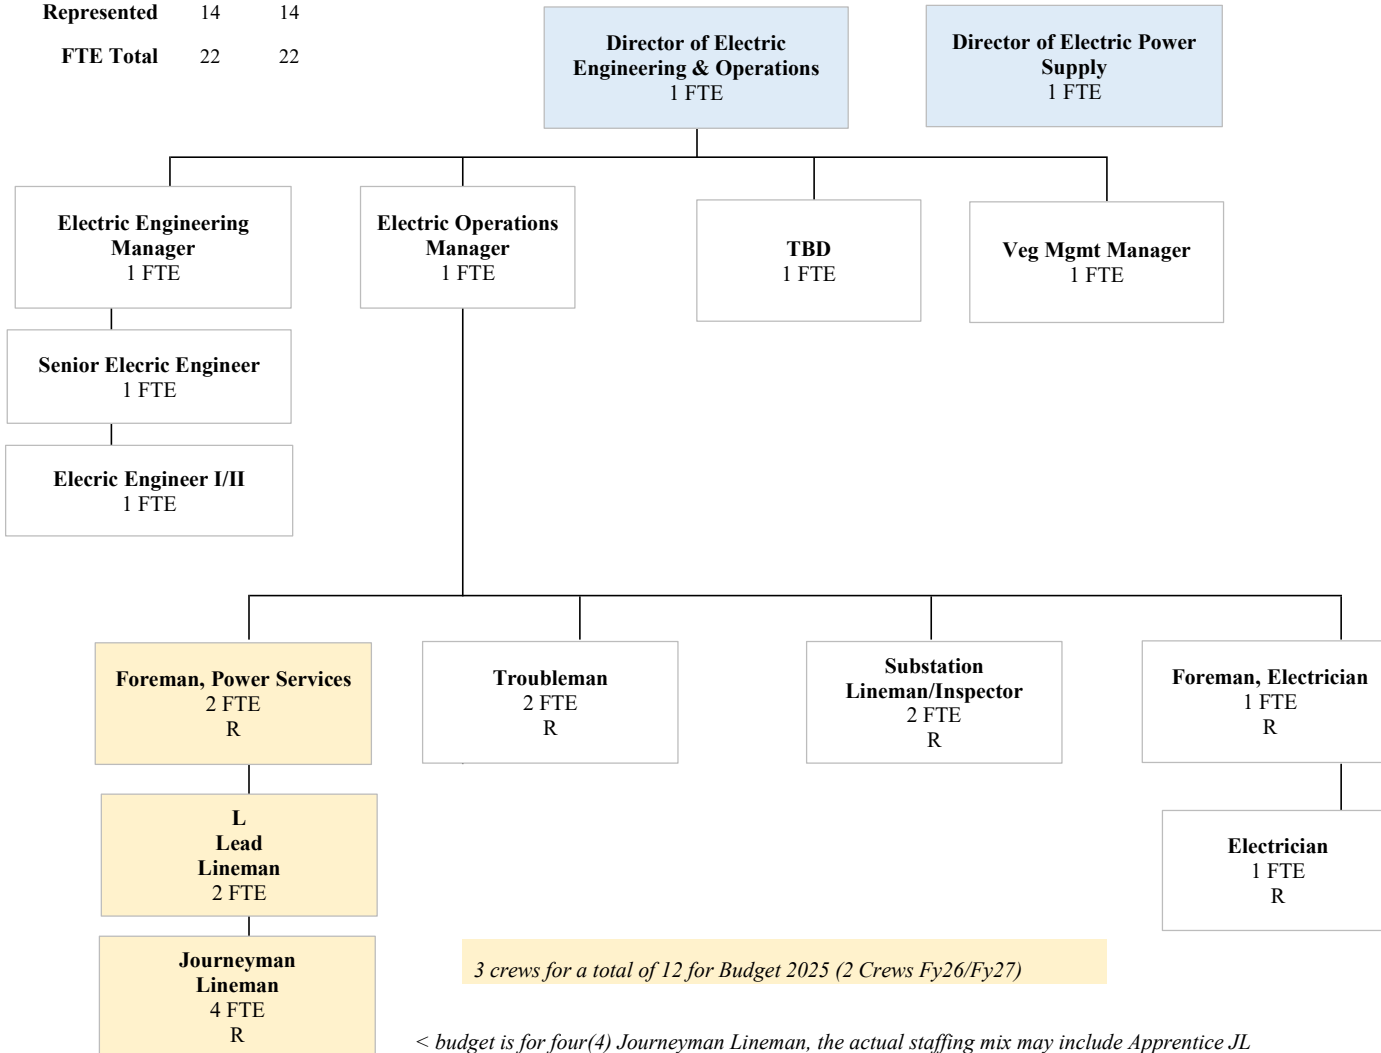 Represented 14 14
FTE Total 22 22
Director of Electric
Engineering & Operations
1 FTE
Director of Electric Power
Supply
1 FTE
Electric Engineering
Manager
1 FTE
Electric Operations
Manager
1 FTE
TBD
1 FTE
Veg Mgmt Manager
1 FTE
Senior Elecric Engineer
1 FTE
Elecric Engineer I/II
1 FTE
Foreman, Power Services
2 FTE
R
Troubleman
2 FTE
R
Substation
Lineman/Inspector
2 FTE
R
Foreman, Electrician
1 FTE
R
L
Lead
Lineman
2 FTE
Electrician
1 FTE
R
Journeyman
Lineman
4 FTE
R
3 crews for a total of 12 for Budget 2025 (2 Crews Fy26/Fy27)
< budget is for four(4) Journeyman Lineman, the actual staffing mix may include Apprentice JL